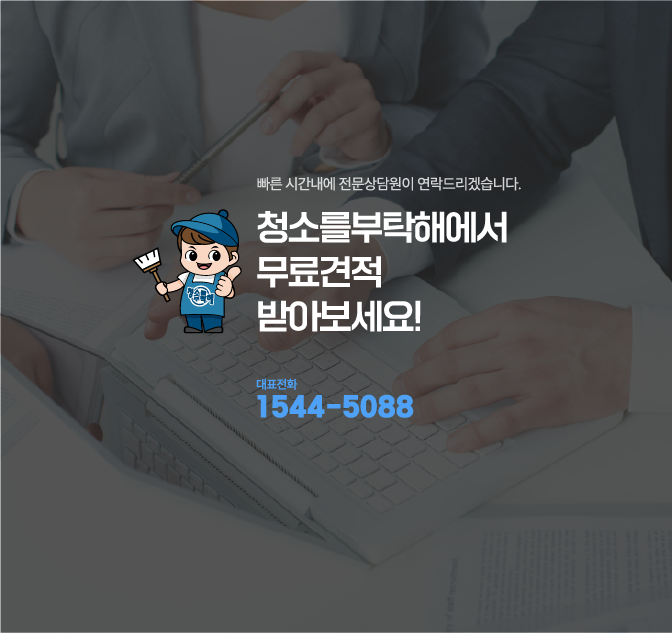 빠른 시간내에 전문상담원이 연락드리겠습니다.
청소를부탁해에서
무료견적
받아보세요!
대표전화
1544-5088